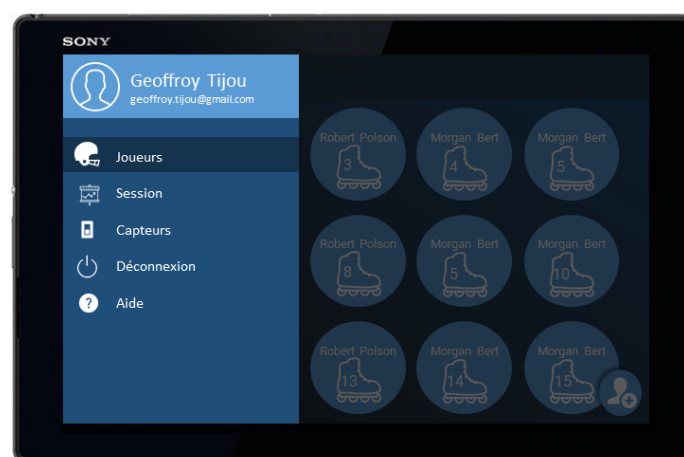 SONY
Geoffroy Tijou
geoffroy.tijou@gmail.com
Joueurs
Session
Capteurs
Déconnexion
Aide
?
Robert Polson
Morgan Bert
Morgan Bert
3
4
5
Robert Polson
Morgan Bert
Morgan Bert
8
5
10
Robert Polson
Morgan Bert
Morgan Bert
13
14
15